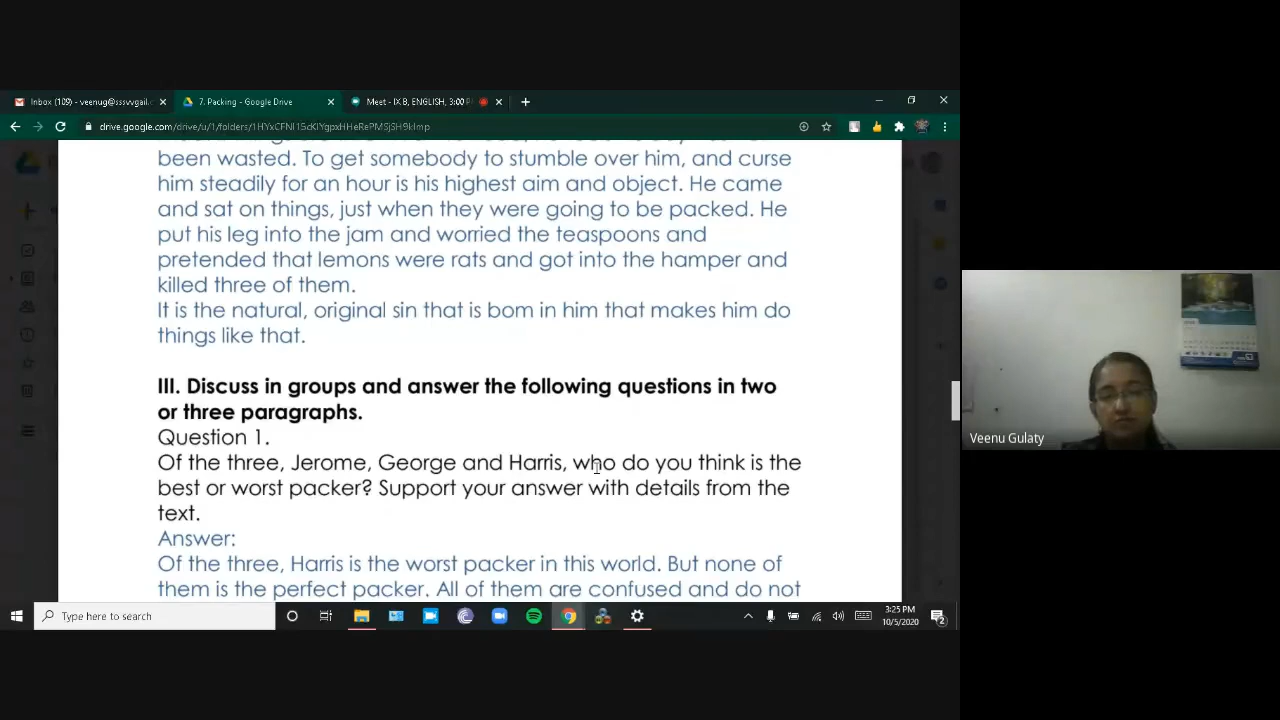 Inbox (109) - veenug@sssvvgail.
7. Packing - Google Drive
Meet - IX B, ENGLISH, 3:00 P
drive.google.com/drive/u/1/folders/
been wasted. To get somebody to stumble over him, and curse
him steadily for an hour is his highest aim and object. He came
and sat on things, just when they were going to be packed. He
put his leg into the jam and worried the teaspoons and
pretended that lemons were rats and got into the hamper and
killed three of them.
It is the natural, original sin that is bom in him that makes him do
things like that.
III. Discuss in groups and answer the following questions in two
or three paragraphs.
Question 1.
Of the three, Jerome, George and Harris, who do you think is the
best or worst packer? Support your answer with details from the
text.
Answer:
Of the three, Harris is the worst packer in this world. But none of
them is the perfect packer. All of them are confused and do not
Veenu Gulaty
Type here to search
3:25 PM
10/5/2020
2